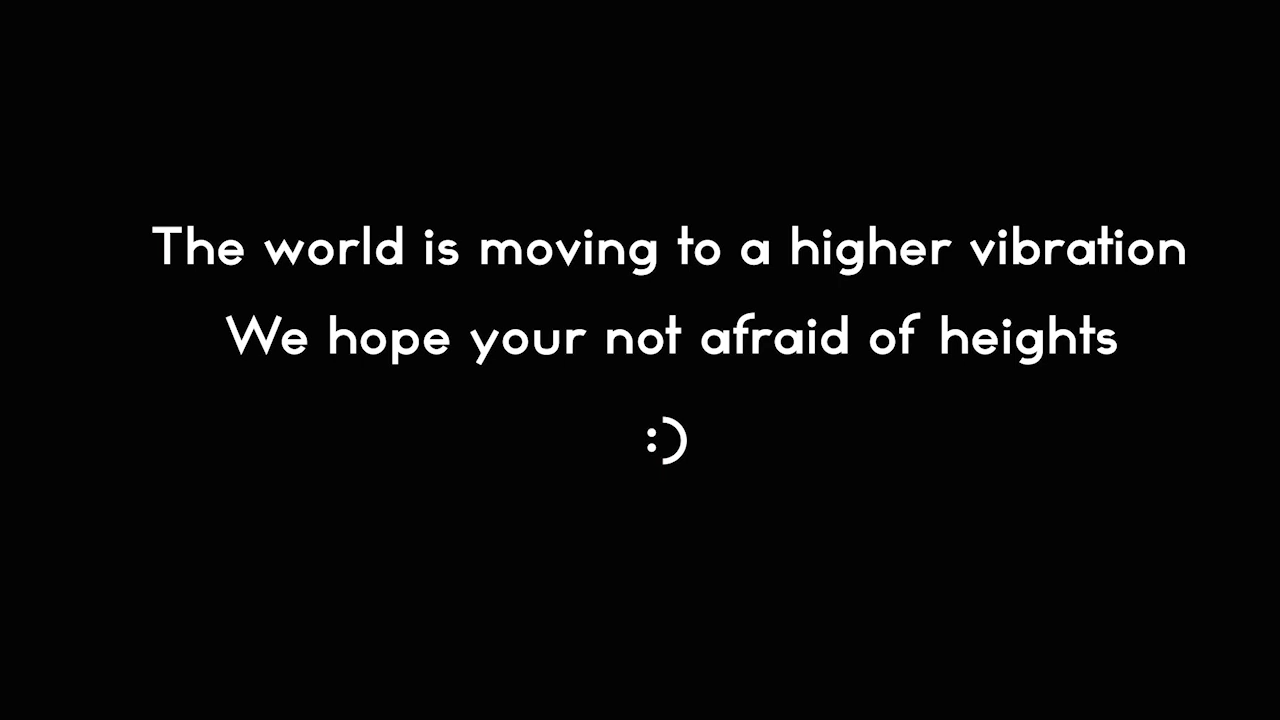 The world is moving to a higher vibration
We hope your not afraid of heights
:)